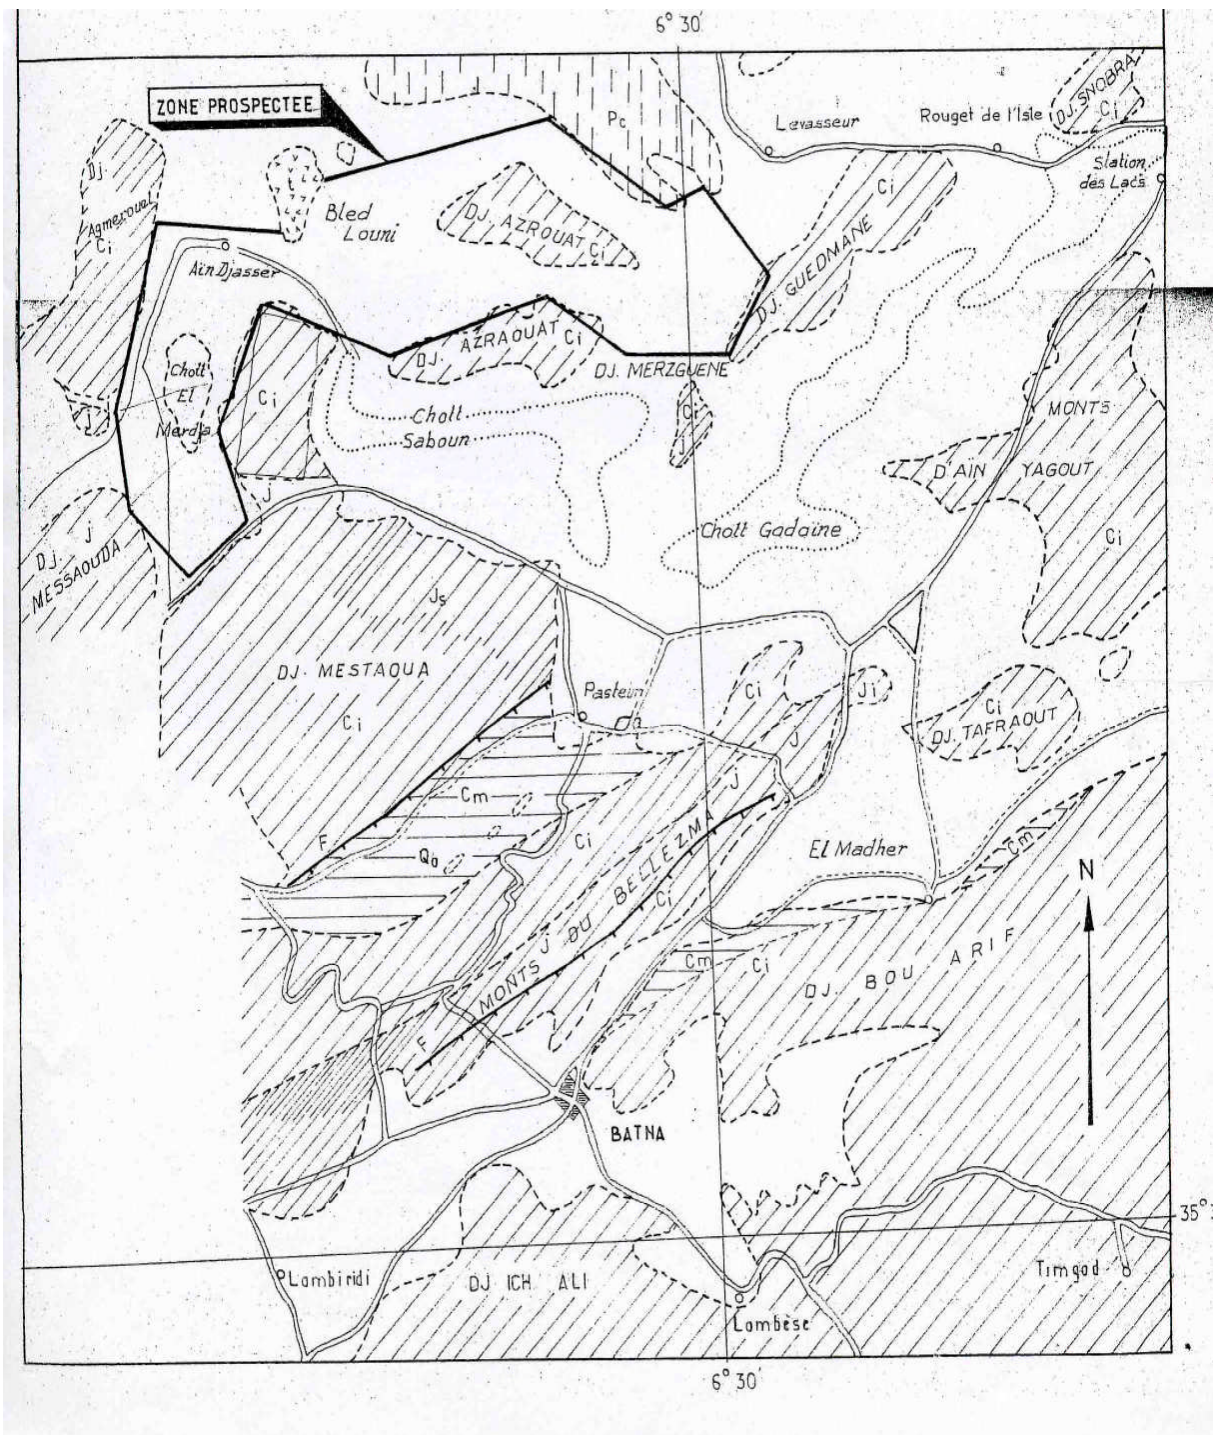 6° 30'
ZONE PROSPECTEE
Pc
Levasseur
Rouget de l'Isle
DJ. SNOBRA
Ci
Station
des Lacs
Dj.
Agmerouat
Ci
Bled
Louni
DJ. AZROUAT
Ci
Ci
DJ. GUEDMANE
Ain Djasser
DJ. AZRAOUAT
Ci
DJ. MERZGUENE
Chott
El
Merdja
Ci
Chott
Saboun
Ci
J
MONTS
D'AIN YAGOUT
Ci
J
J
DJ.
MESSAOUDA
J
Chott Gadaine
Js
DJ. MESTAOUA
Ci
Pasteur
Ci
Ji
J
Ci
DJ. TAFRAOUT
Cm
F
Qa
Ci
J
MONTS DU BELLEZMA
J
Ci
F
El Madher
Cm
N
Cm
Ci
DJ. BOU ARIF
BATNA
35°
Lambiridi
DJ ICH ALI
Lambèse
Timgad
6° 30